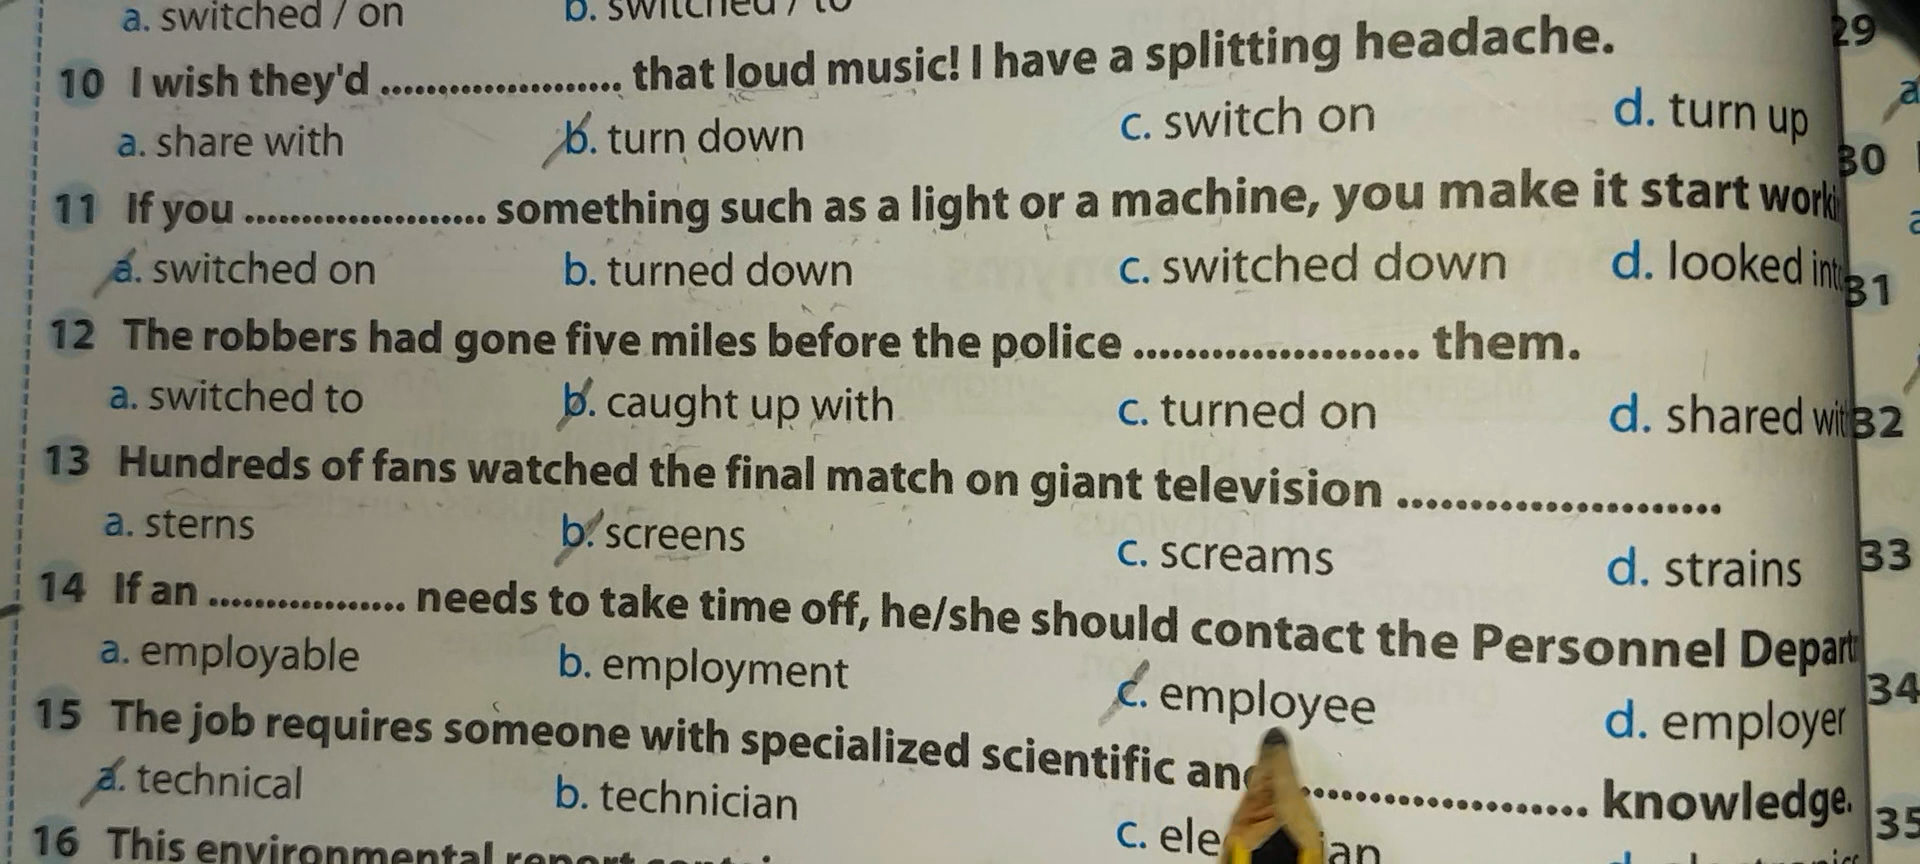 a. switched / on b. switched / to
29
10 I wish they'd ..................... that loud music! I have a splitting headache.
a. share with b. turn down c. switch on d. turn up
30
11 If you ..................... something such as a light or a machine, you make it start
a. switched on b. turned down c. switched down d. looked
31
12 The robbers had gone five miles before the police ..................... them.
a. switched to b. caught up with c. turned on d. shared
32
13 Hundreds of fans watched the final match on giant television .....................
a. sterns b. screens c. screams d. strains
33
14 If an ................. needs to take time off, he/she should contact the Personnel
a. employable b. employment c. employee d. employer
34
15 The job requires someone with specialized scientific ..................... knowledge.
a. technical b. technician c.
35
16 This environmental